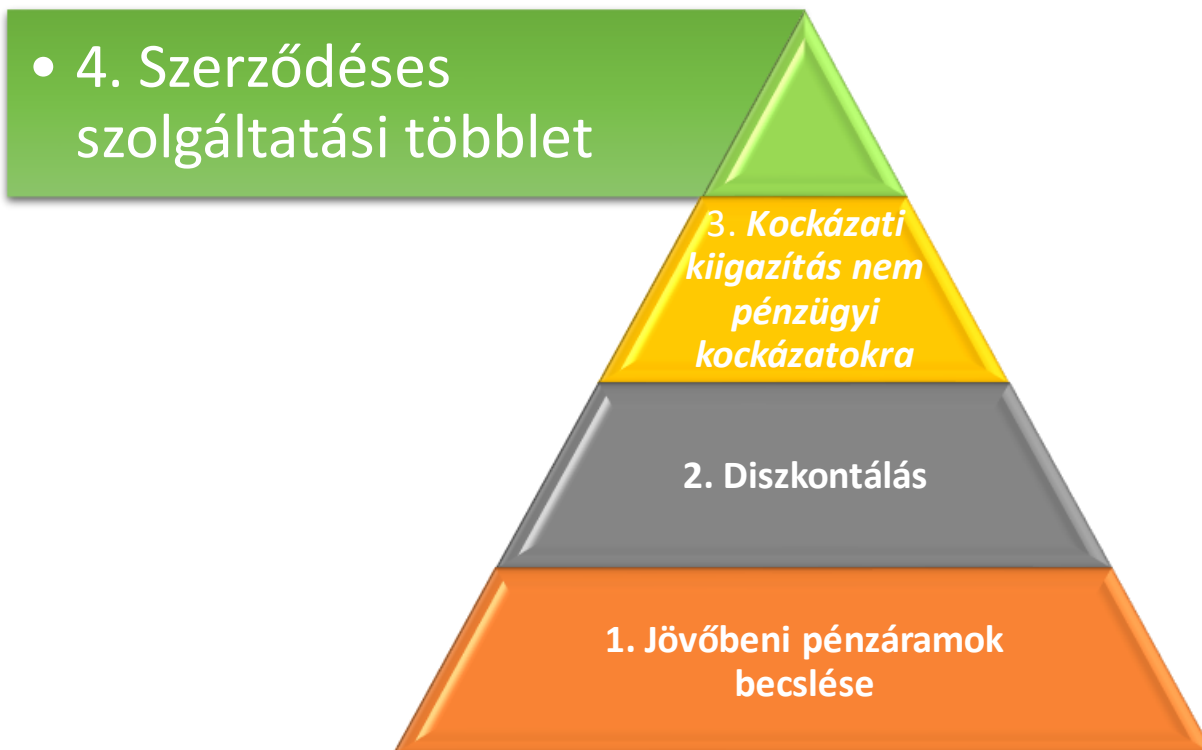 • 4. Szerződéses
szolgáltatási többlet
3. Kockázati
kiigazítás nem
pénzügyi
kockázatokra
2. Diszkontálás
1. Jövőbeni pénzáramok
becslése